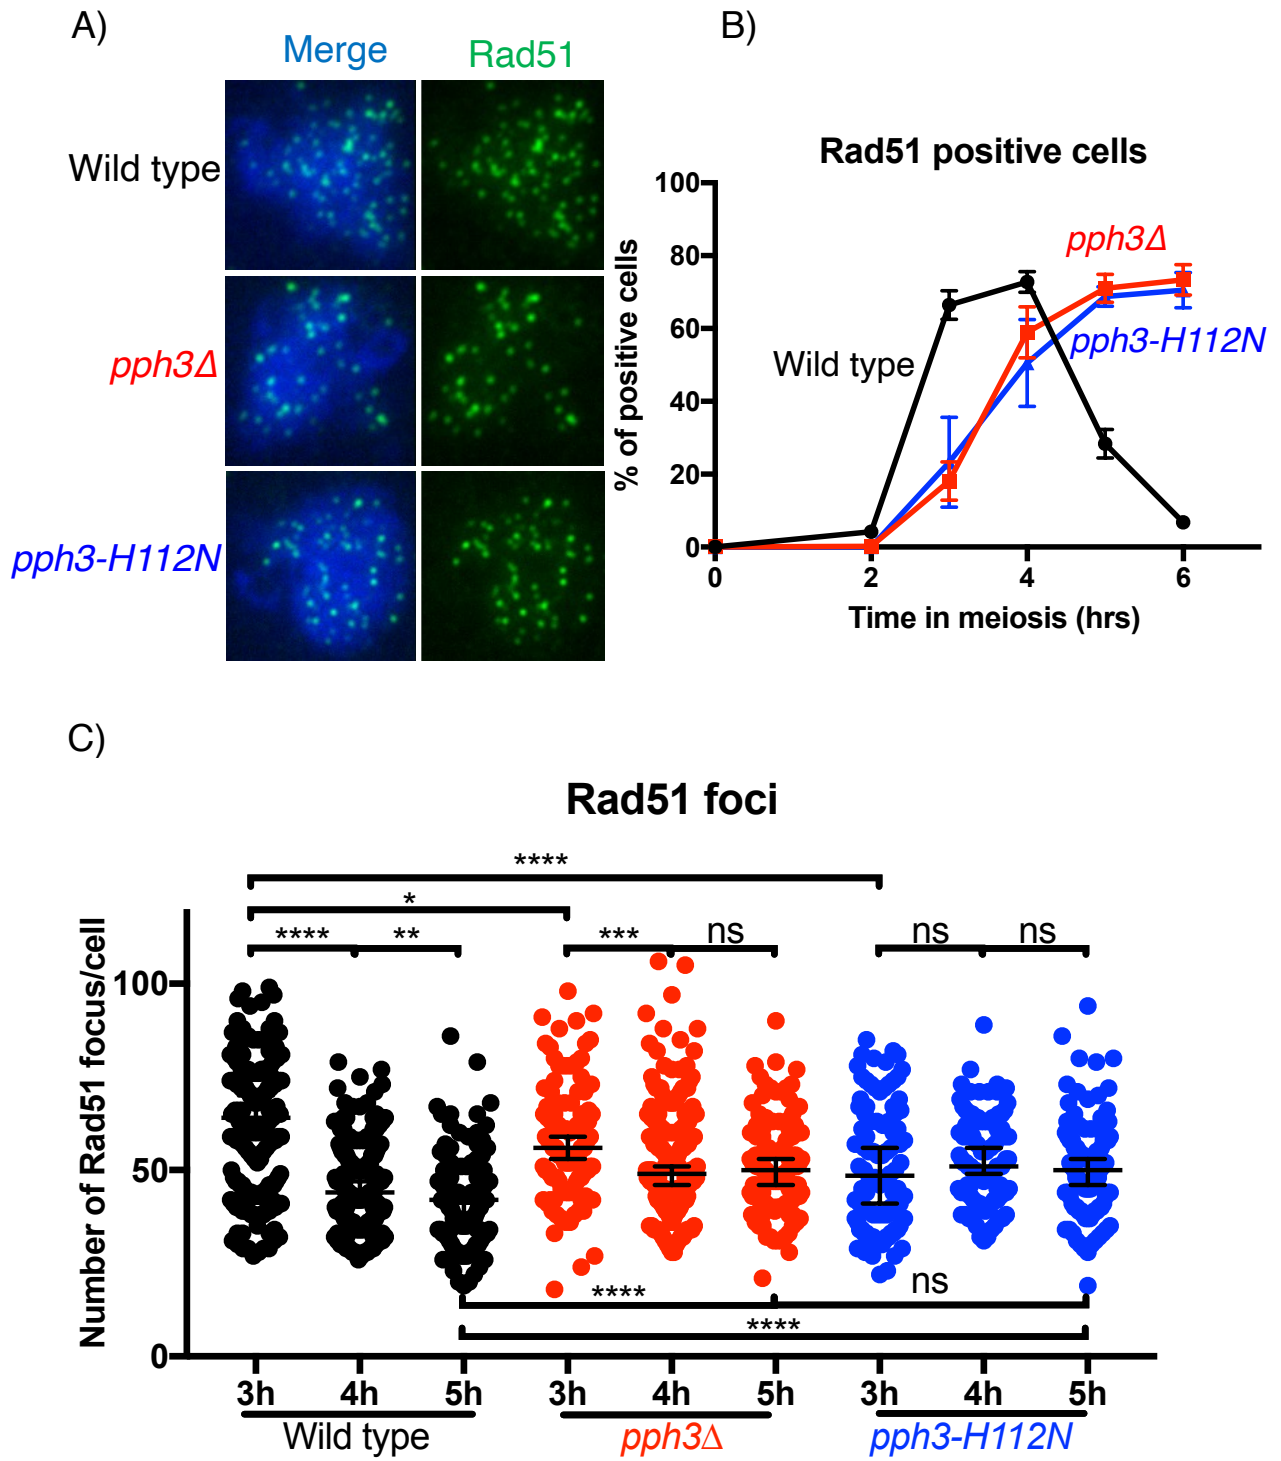 A)
Merge
Rad51
Wild type
pph3Δ
pph3-H112N
B)
Rad51 positive cells
% of positive cells
100
80
60
40
20
0
0
2
4
6
Wild type
pph3Δ
pph3-H112N
Time in meiosis (hrs)
C)
Rad51 foci
****
*
****
**
***
ns
ns
ns
Number of Rad51 focus/cell
100
50
0
****
ns
****
3h
4h
5h
3h
4h
5h
3h
4h
5h
Wild type
pph3Δ
pph3-H112N